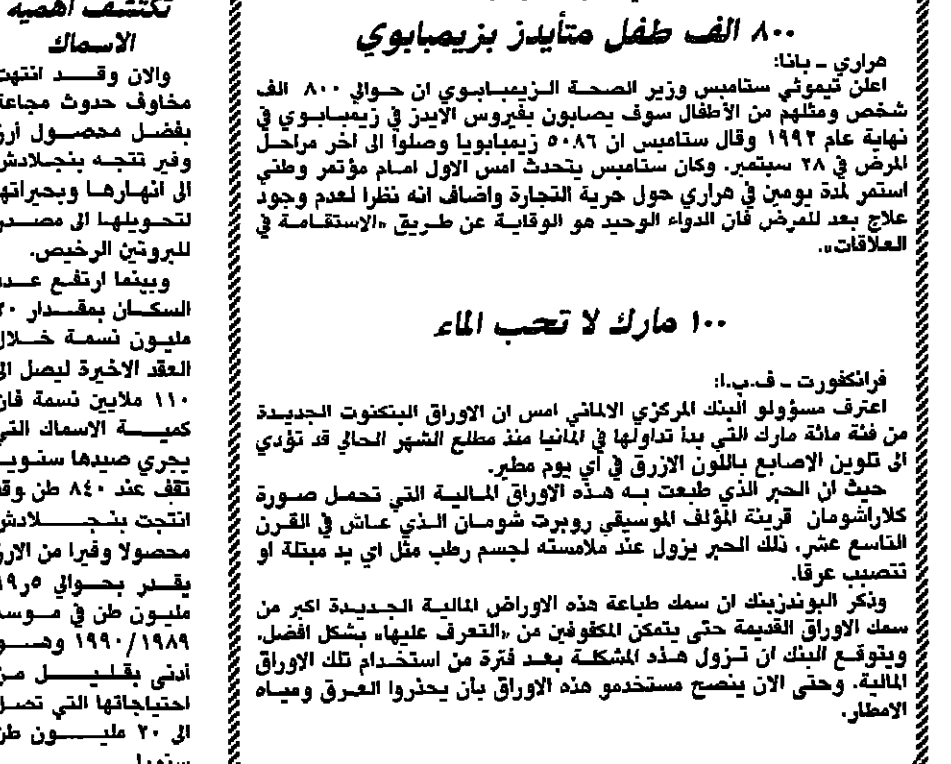 ٨٠٠ الف طفل متأيدز بزيمبابوي
هراري ـ بانا:
اعلن تيموثي ستامبس وزير الصحة الزيمبابوي ان حوالي ٨٠٠ الف
شخص ومثلهم من الأطفال سوف يصابون بفيروس الايدز في زيمبابوي في
نهاية عام ١٩٩٢ وقال ستامبس ان ٥٠٨٦ زيمبابويا وصلوا الى اخر مراحل
المرض في ٢٨ سبتمبر. وكان ستامبس يتحدث امس الاول امام مؤتمر وطني
استمر لمدة يومين في هراري حول حرية التجارة واضاف انه نظرا لعدم وجود
علاج بعد للمرض فان الدواء الوحيد هو الوقاية عن طريق «الإستقامة في
العلاقات».
١٠٠ مارك لا تحب الماء
فرانكفورت ـ ف.ب.ا:
اعترف مسؤولو البنك المركزي الالماني امس ان الاوراق البنكنوت الجديدة
من فئة مائة مارك التي بدأ تداولها في المانيا منذ مطلع الشهر الحالي قد تؤدي
الى تلوين الاصابع باللون الازرق في أي يوم مطير.
حيث ان الحبر الذي طبعت به هذه الاوراق المالية التي تحمل صورة
كلاراشومان قرينة المؤلف الموسيقي روبرت شومان الذي عاش في القرن
التاسع عشر. ذلك الحبر يزول عند ملامسته لجسم رطب مثل اي يد مبتلة او
تتصبب عرقا.
وذكر البوندزبنك ان سمك طباعة هذه الاوراض المالية الجديدة اكبر من
سمك الاوراق القديمة حتى يتمكن المكفوفين من «التعرف عليها» بشكل افضل.
ويتوقع البنك ان تزول هذه المشكلة بعد فترة من استخدام تلك الاوراق
المالية. وحتى الان ينصح مستخدمو هذه الاوراق بأن يحذروا العرق ومياه
الامطار.
تكتشف اهمية
الاسماك
والان وقد انتهت
مخاوف حدوث مجاعة
بفضل محصول أرز
وفير تتجه بنجلادش
الى انهارها وبحيراتها
لتحويلها الى مصدر
للبروتين الرخيص.
وبينما ارتفع عدد
السكان بمقدار
مليون نسمة خلال
العقد الاخيرة ليصل الى
١١٠ ملايين نسمة فان
كمية الاسماك التي
يجري صيدها سنويا
تقف عند ٨٤٠ طن وقد
انتجت بنجلادش
محصولا وفيرا من الارز
يقدر بحوالي ١٩٫٥
مليون طن في موسم
١٩٩٠/١٩٨٩ وهو
أدنى بقليل من
احتياجاتها التي تصل
الى ٢٠ مليون طن
سنويا